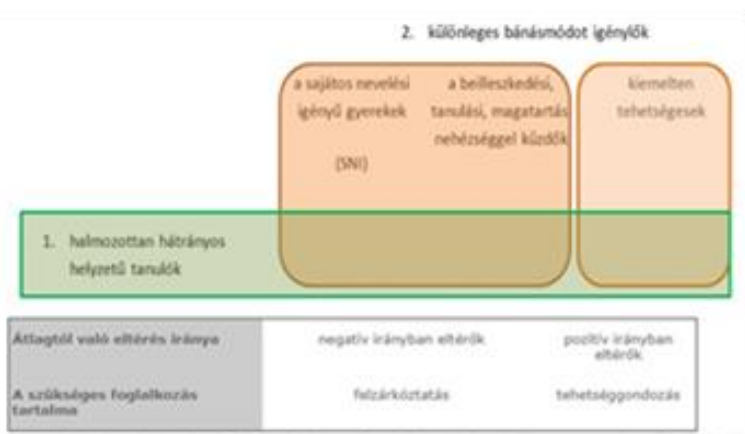 2. különleges bánásmódot igénylők
a sajátos nevelési
igényű gyerekek
(SNI)
a beilleszkedési,
tanulási, magatartás
nehézséggel küzdők
kiemelten
tehetségesek
1. halmozottan hátrányos
helyzetű tanulók
Átlagtól való eltérés iránya
negatív irányban eltérők
pozitív irányban
eltérők
A szükséges foglalkozás
tartalma
felzárkóztatás
tehetséggondozás